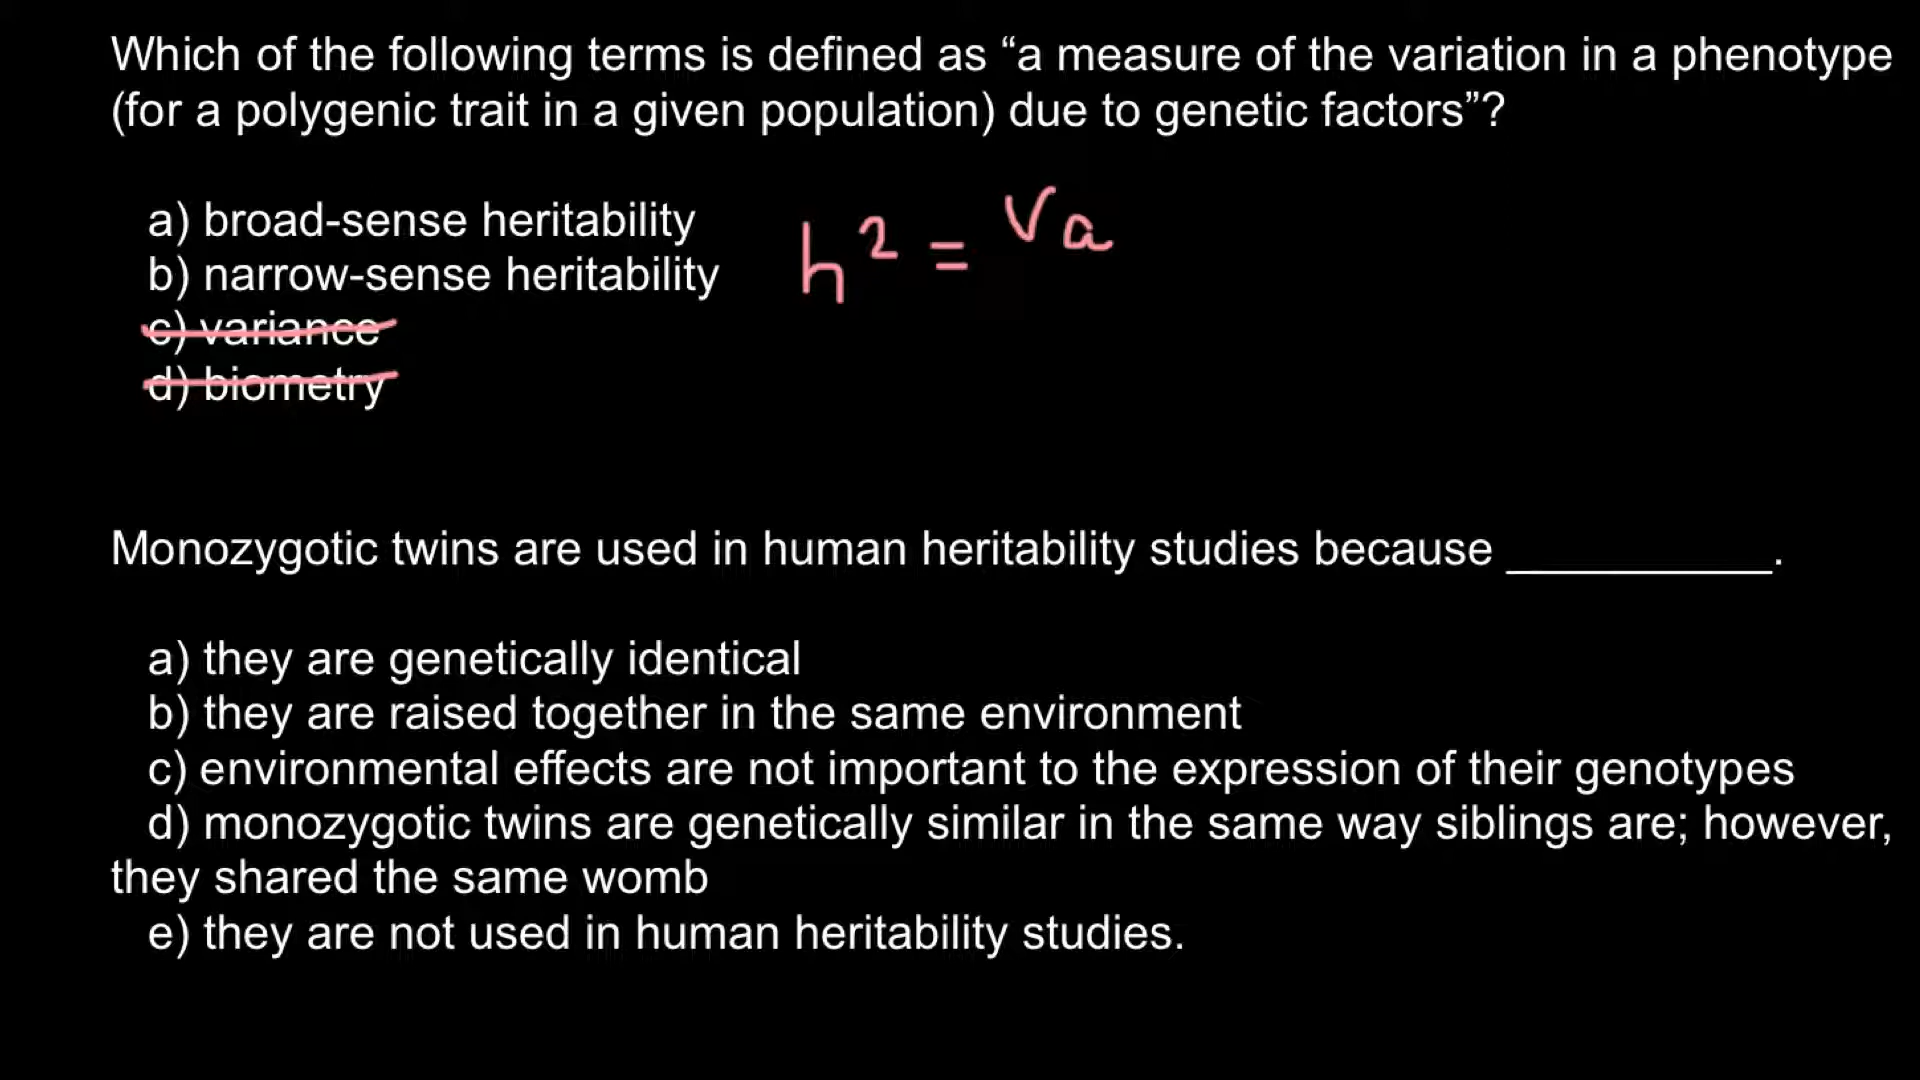 Which of the following terms is defined as “a measure of the variation in a phenotype
(for a polygenic trait in a given population) due to genetic factors”?
a) broad-sense heritability
b) narrow-sense heritability
h² = Va
c) variance
d) biometry
Monozygotic twins are used in human heritability studies because __________.
a) they are genetically identical
b) they are raised together in the same environment
c) environmental effects are not important to the expression of their genotypes
d) monozygotic twins are genetically similar in the same way siblings are; however,
they shared the same womb
e) they are not used in human heritability studies.